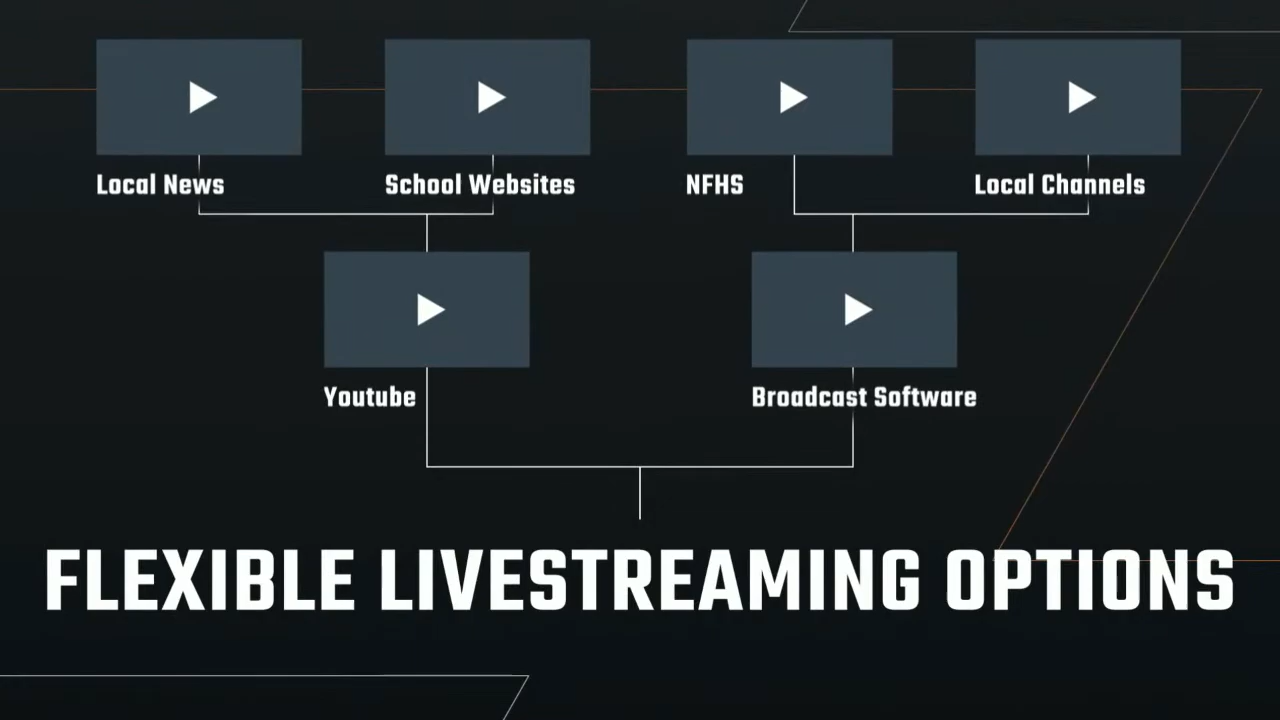 Local News
School Websites
NFHS
Local Channels
Youtube
Broadcast Software
FLEXIBLE LIVESTREAMING OPTIONS